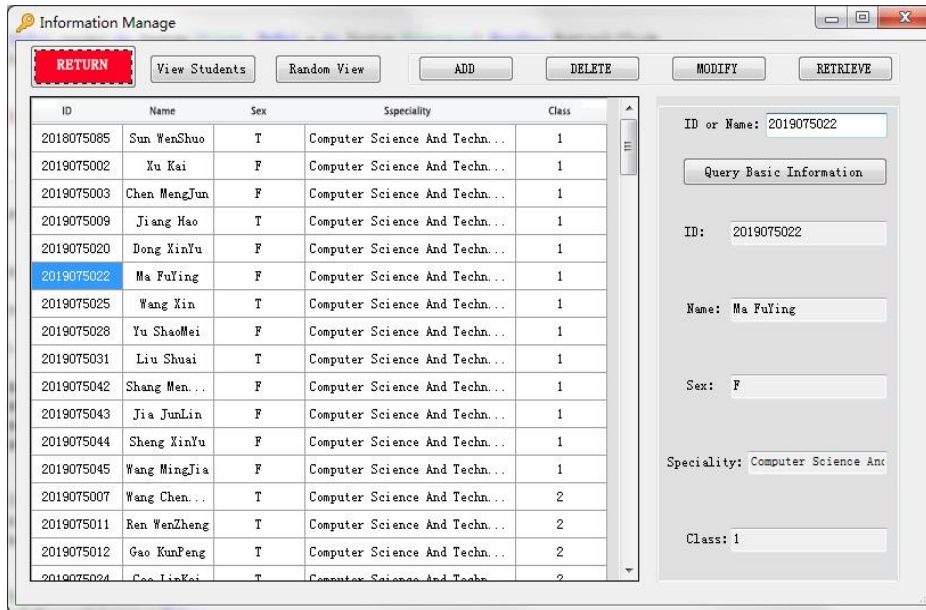 Information Manage
RETURN View Students Random View ADD DELETE MODIFY RETRIEVE
ID Name Sex Sspeciality Class
2018075085 Sun WenShuo T Computer Science And Techn... 1
2019075002 Xu Kai F Computer Science And Techn... 1
2019075003 Chen MengJun F Computer Science And Techn... 1
2019075009 Jiang Hao T Computer Science And Techn... 1
2019075020 Dong XinYu F Computer Science And Techn... 1
2019075022 Ma FuYing F Computer Science And Techn... 1
2019075025 Wang Xin T Computer Science And Techn... 1
2019075028 Yu ShaoMei F Computer Science And Techn... 1
2019075031 Liu Shuai T Computer Science And Techn... 1
2019075042 Shang Men... F Computer Science And Techn... 1
2019075043 Jia JunLin F Computer Science And Techn... 1
2019075044 Sheng XinYu F Computer Science And Techn... 1
2019075045 Wang MingJia F Computer Science And Techn... 1
2019075007 Wang Chen... T Computer Science And Techn... 2
2019075011 Ren WenZheng T Computer Science And Techn... 2
2019075012 Gao KunPeng T Computer Science And Techn... 2
2019075024 T Computer Science And Techn 2
ID or Name: 2019075022
Query Basic Information
ID: 2019075022
Name: Ma FuYing
Sex: F
Speciality: Computer Science And
Class: 1